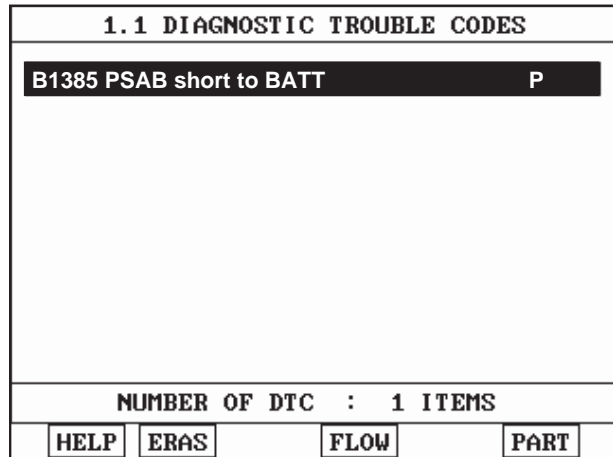 1.1 DIAGNOSTIC TROUBLE CODES
B1385 PSAB short to BATT P
NUMBER OF DTC : 1 ITEMS
HELP ERAS FLOW PART